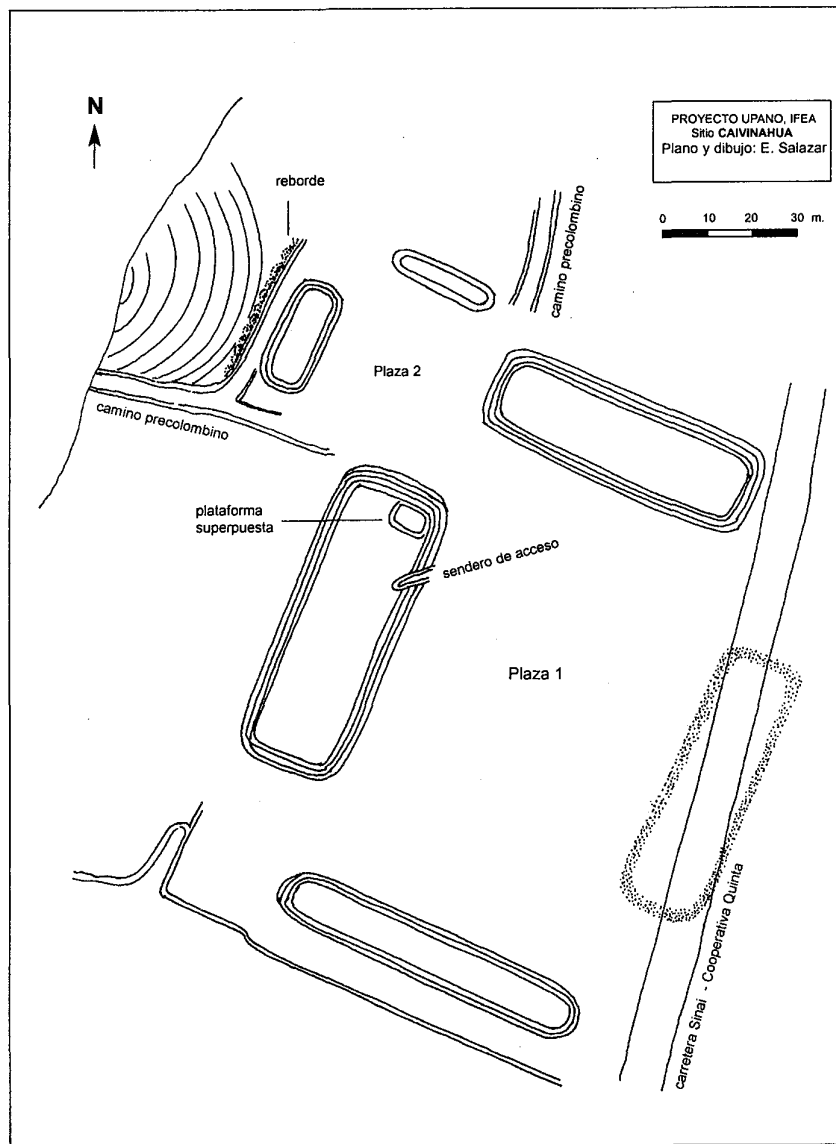 N
PROYECTO UPANO, IFEA
Sitio CAIVINAHUA
Plano y dibujo: E. Salazar
0 10 20 30 m.
reborde
camino precolombino
Plaza 2
camino precolombino
plataforma
superpuesta
sendero de acceso
Plaza 1
carretera Sinai - Cooperativa Quinta